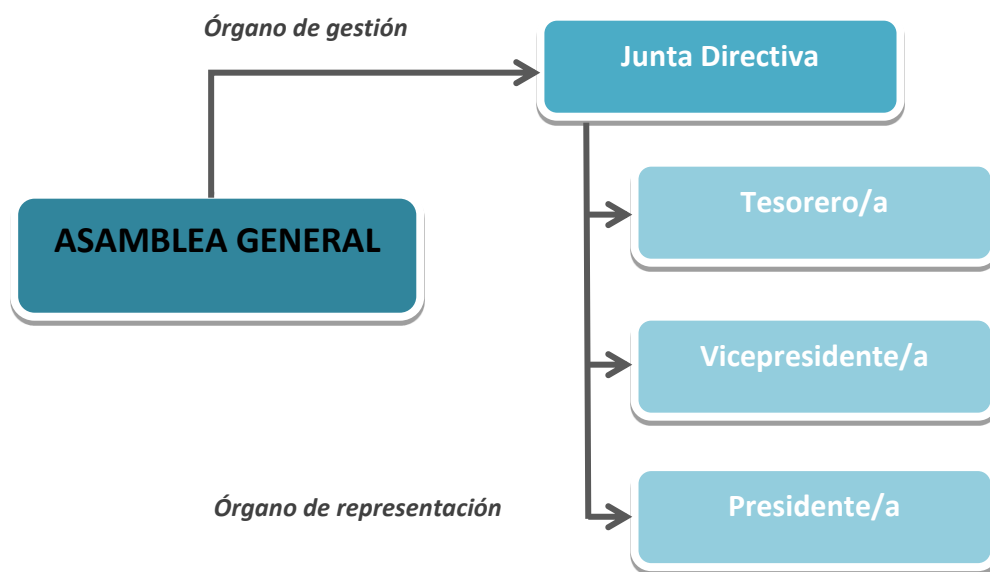 Órgano de gestión
Junta Directiva
Tesorero/a
ASAMBLEA GENERAL
Vicepresidente/a
Órgano de representación
Presidente/a